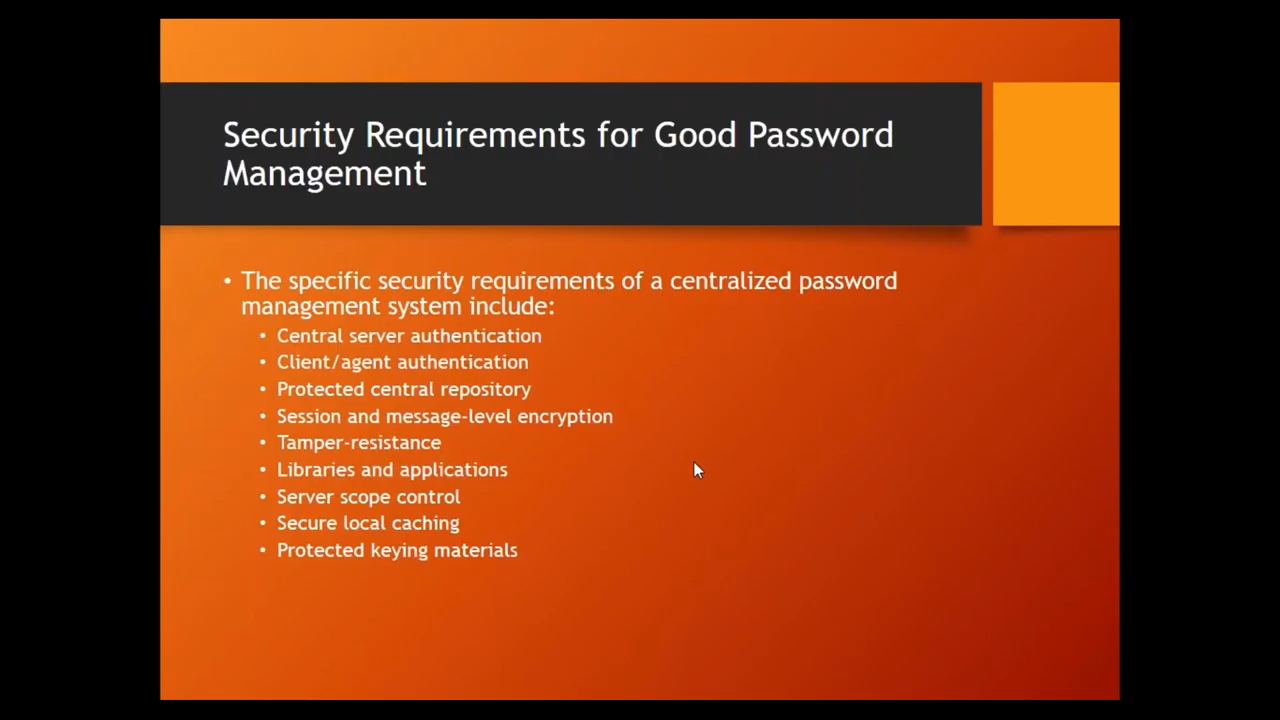 Security Requirements for Good Password
Management
• The specific security requirements of a centralized password
management system include:
• Central server authentication
• Client/agent authentication
• Protected central repository
• Session and message-level encryption
• Tamper-resistance
• Libraries and applications
• Server scope control
• Secure local caching
• Protected keying materials